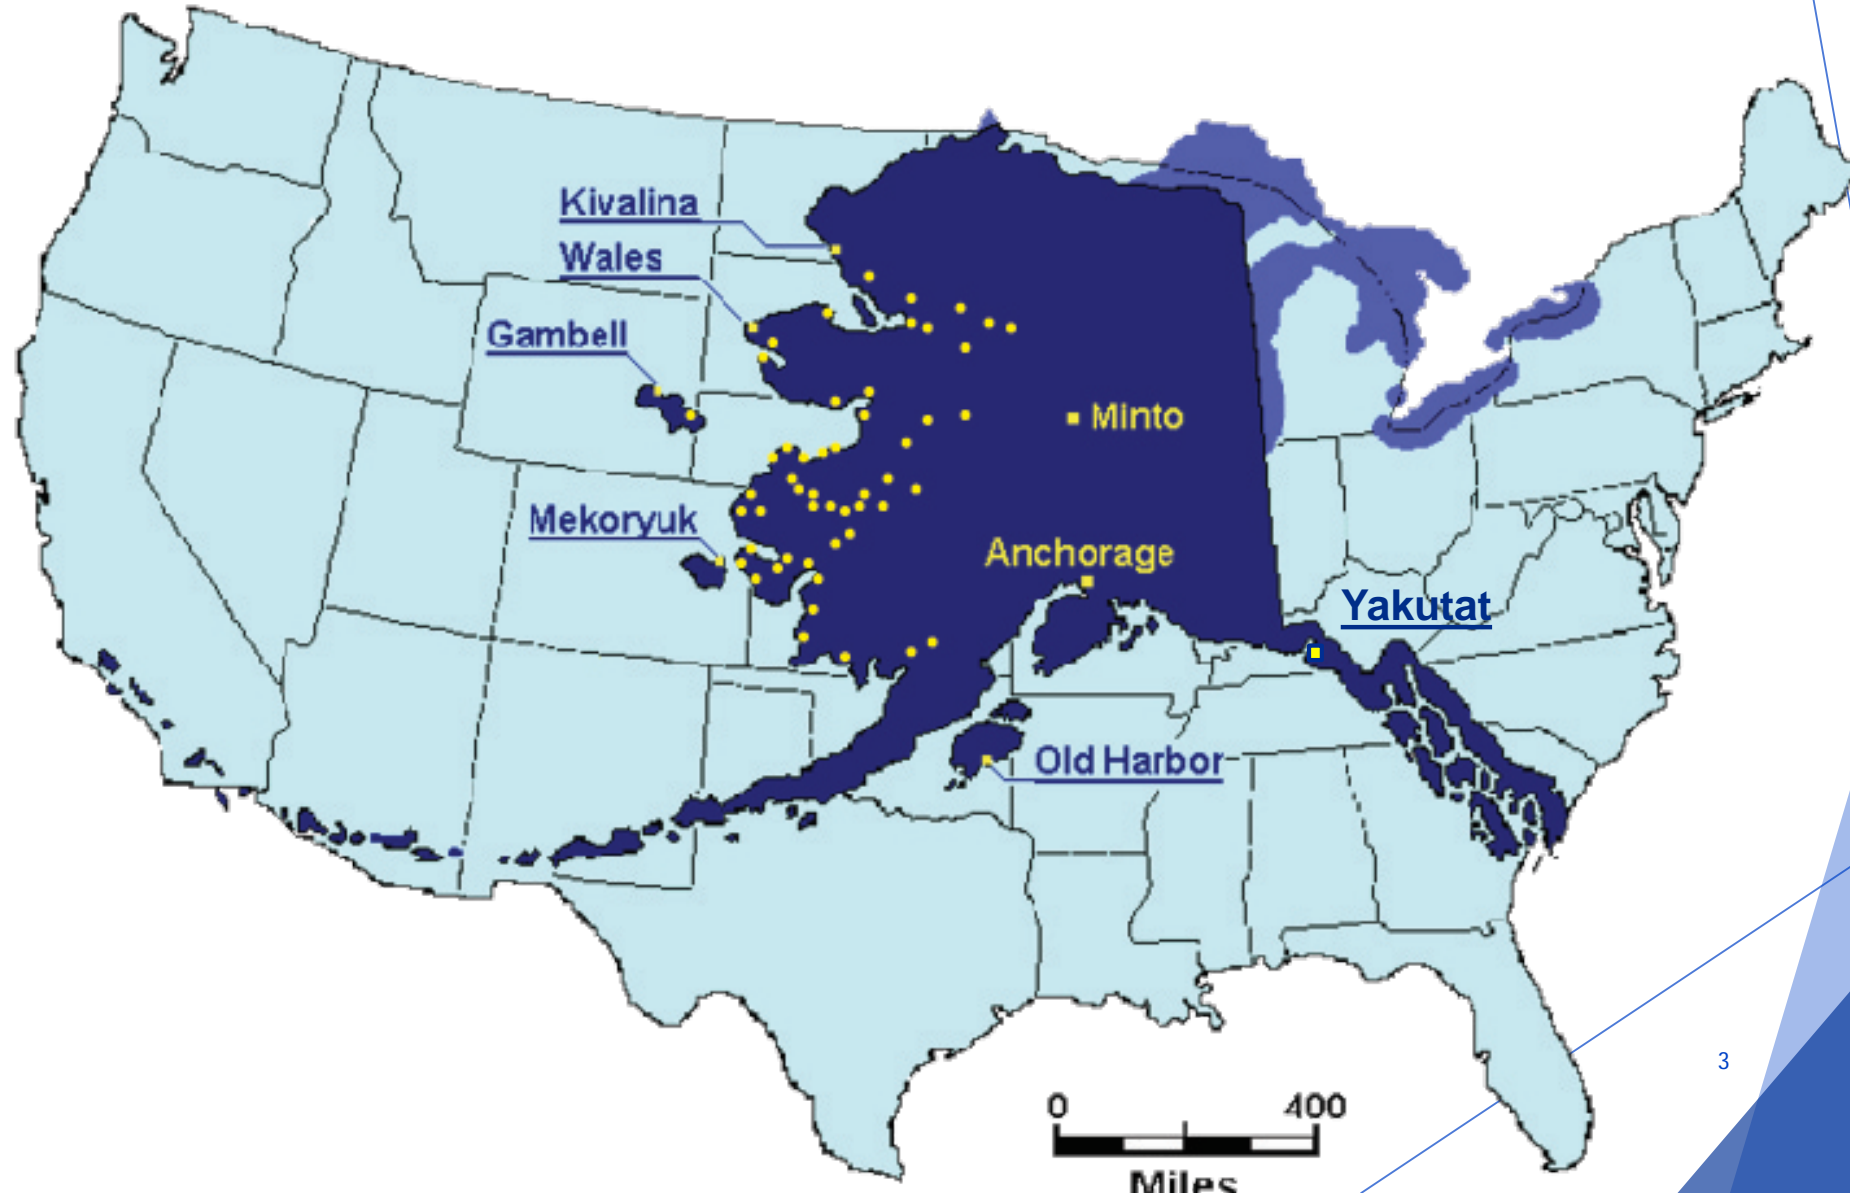 Kivalina
Wales
Gambell
Minto
Mekoryuk
Anchorage
Yakutat
Old Harbor
3
0 400
Miles